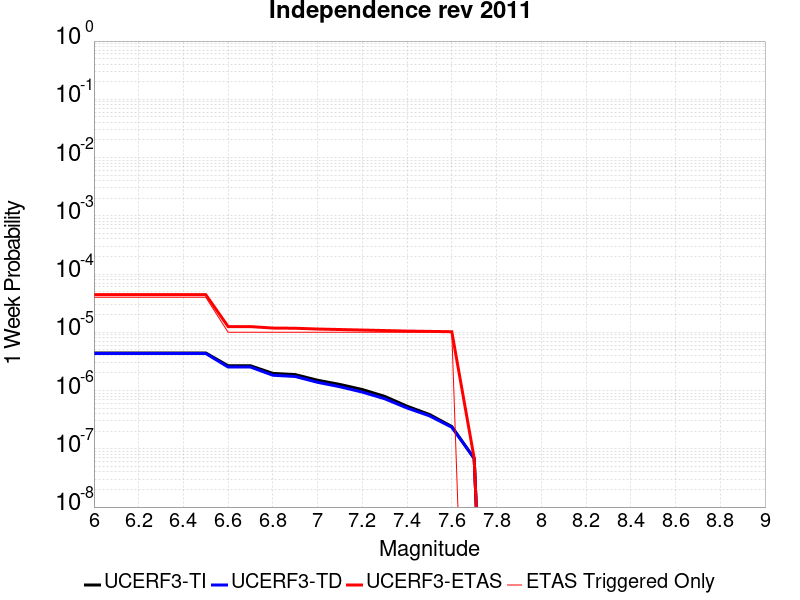 Independence rev 2011
1 Week Probability
10^0
10^-1
10^-2
10^-3
10^-4
10^-5
10^-6
10^-7
10^-8
6 6.2 6.4 6.6 6.8 7 7.2 7.4 7.6 7.8 8 8.2 8.4 8.6 8.8 9
Magnitude
UCERF3-TI UCERF3-TD UCERF3-ETAS ETAS Triggered Only